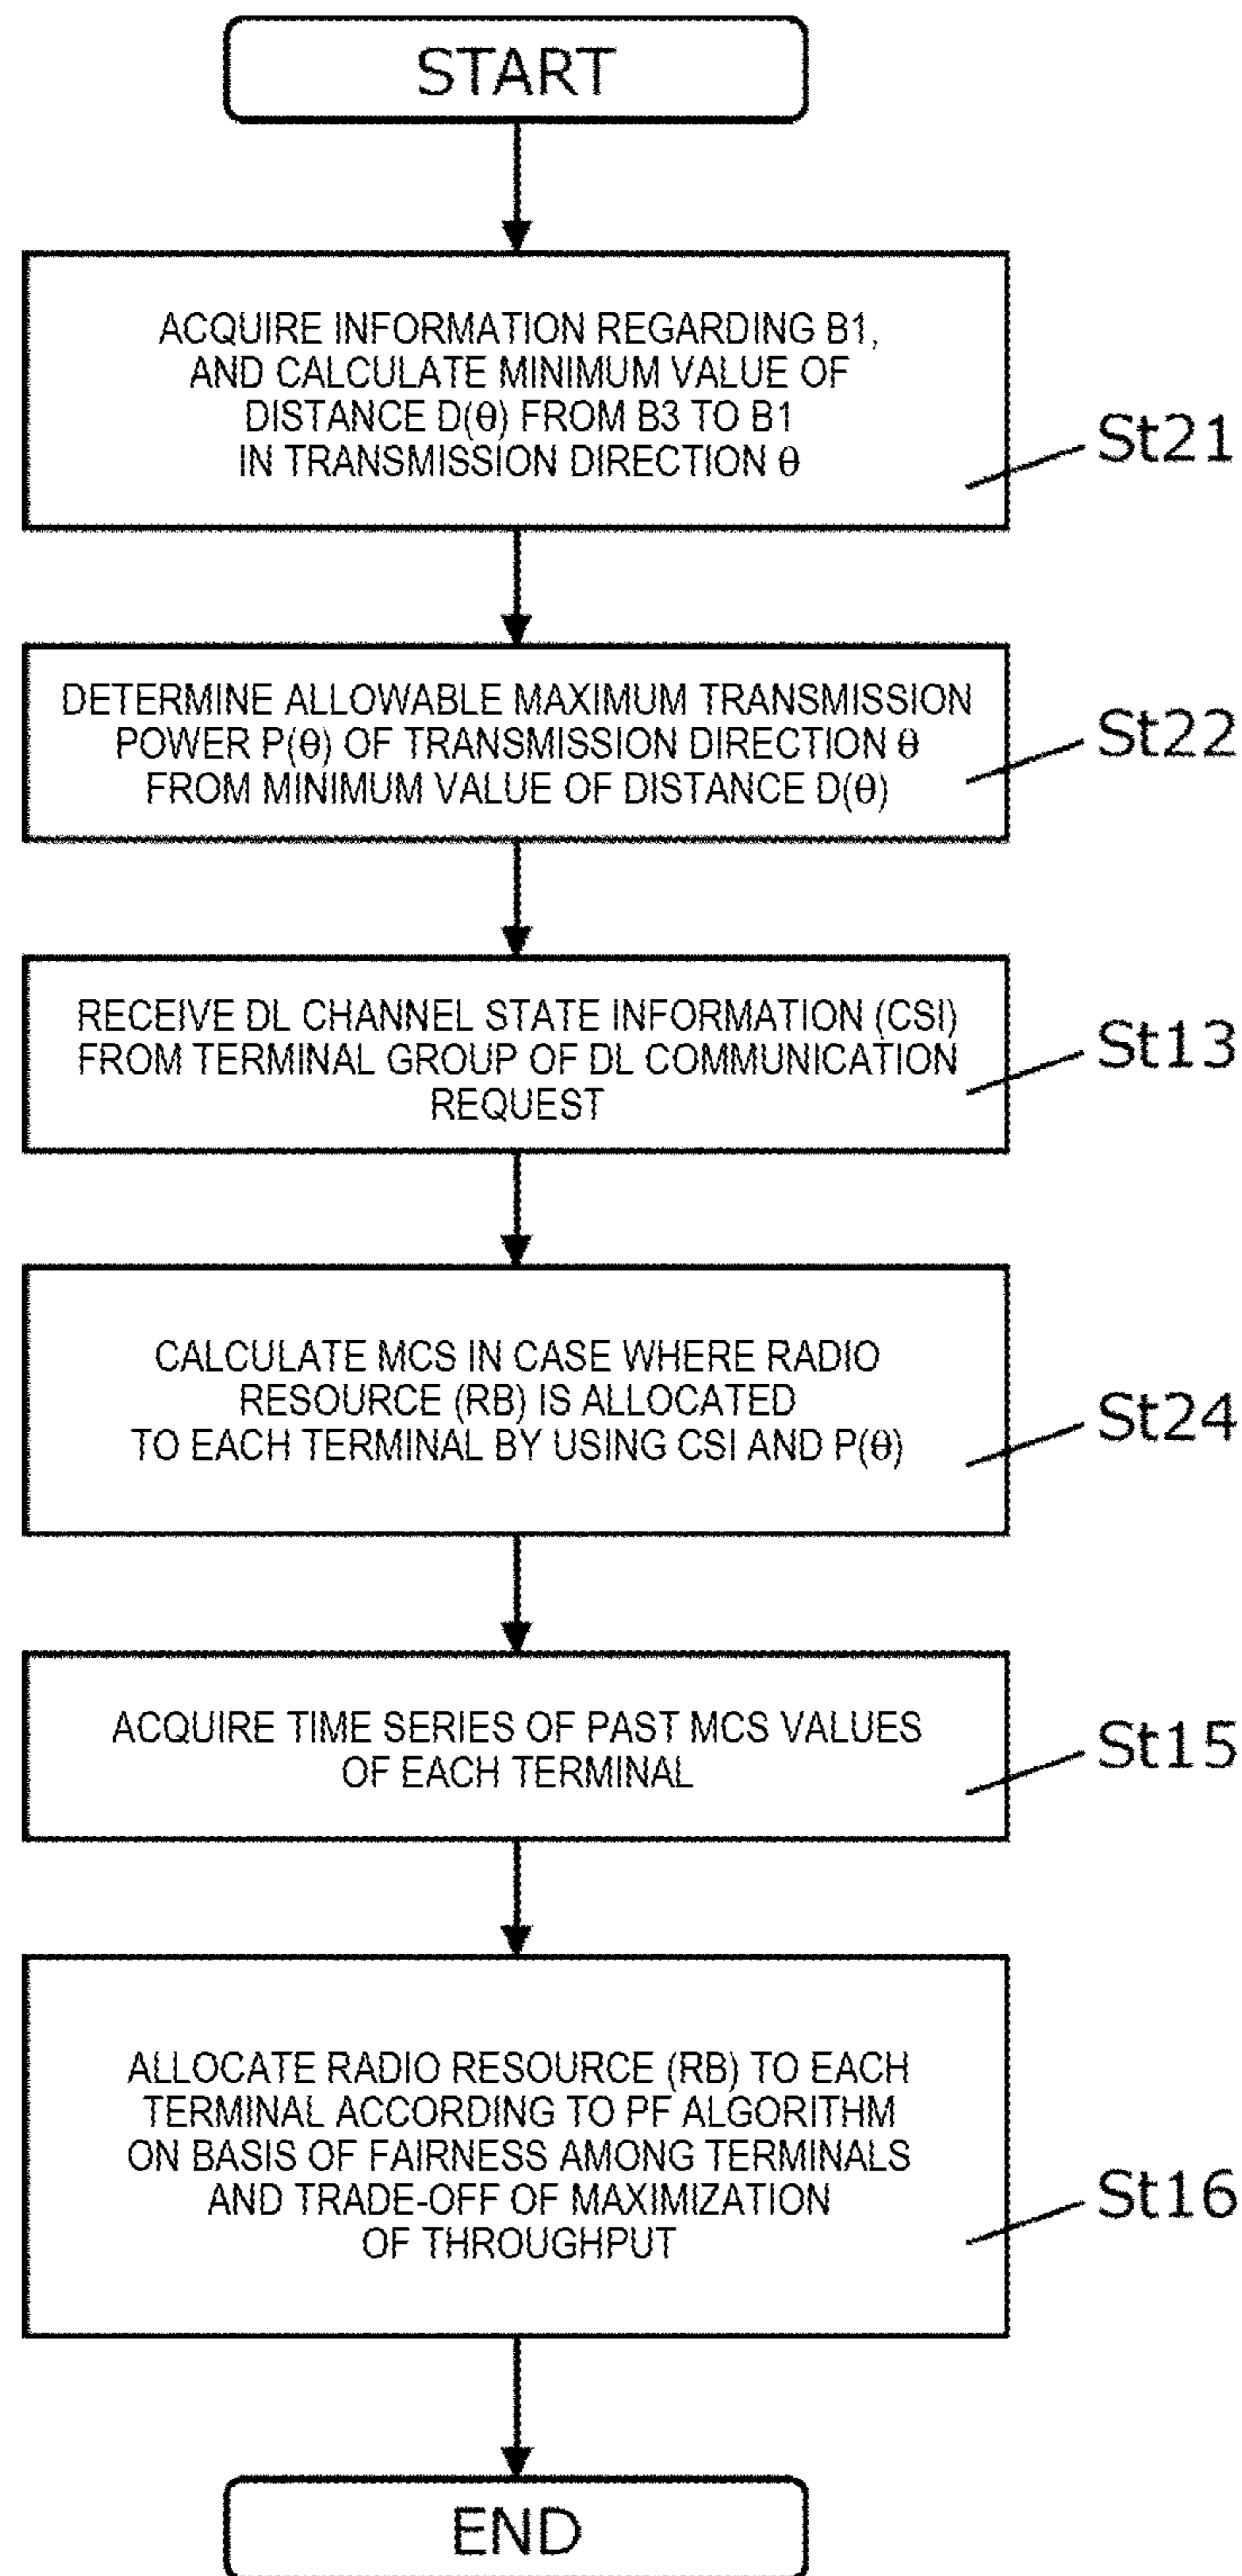 START
ACQUIRE INFORMATION REGARDING B1,
AND CALCULATE MINIMUM VALUE OF
DISTANCE D(θ) FROM B3 TO B1
IN TRANSMISSION DIRECTION θ
St21
DETERMINE ALLOWABLE MAXIMUM TRANSMISSION
POWER P(θ) OF TRANSMISSION DIRECTION θ
FROM MINIMUM VALUE OF DISTANCE D(θ)
St22
RECEIVE DL CHANNEL STATE INFORMATION (CSI)
FROM TERMINAL GROUP OF DL COMMUNICATION
REQUEST
St13
CALCULATE MCS IN CASE WHERE RADIO
RESOURCE (RB) IS ALLOCATED
TO EACH TERMINAL BY USING CSI AND P(θ)
St24
ACQUIRE TIME SERIES OF PAST MCS VALUES
OF EACH TERMINAL
St15
ALLOCATE RADIO RESOURCE (RB) TO EACH
TERMINAL ACCORDING TO PF ALGORITHM
ON BASIS OF FAIRNESS AMONG TERMINALS
AND TRADE-OFF OF MAXIMIZATION
OF THROUGHPUT
St16
END